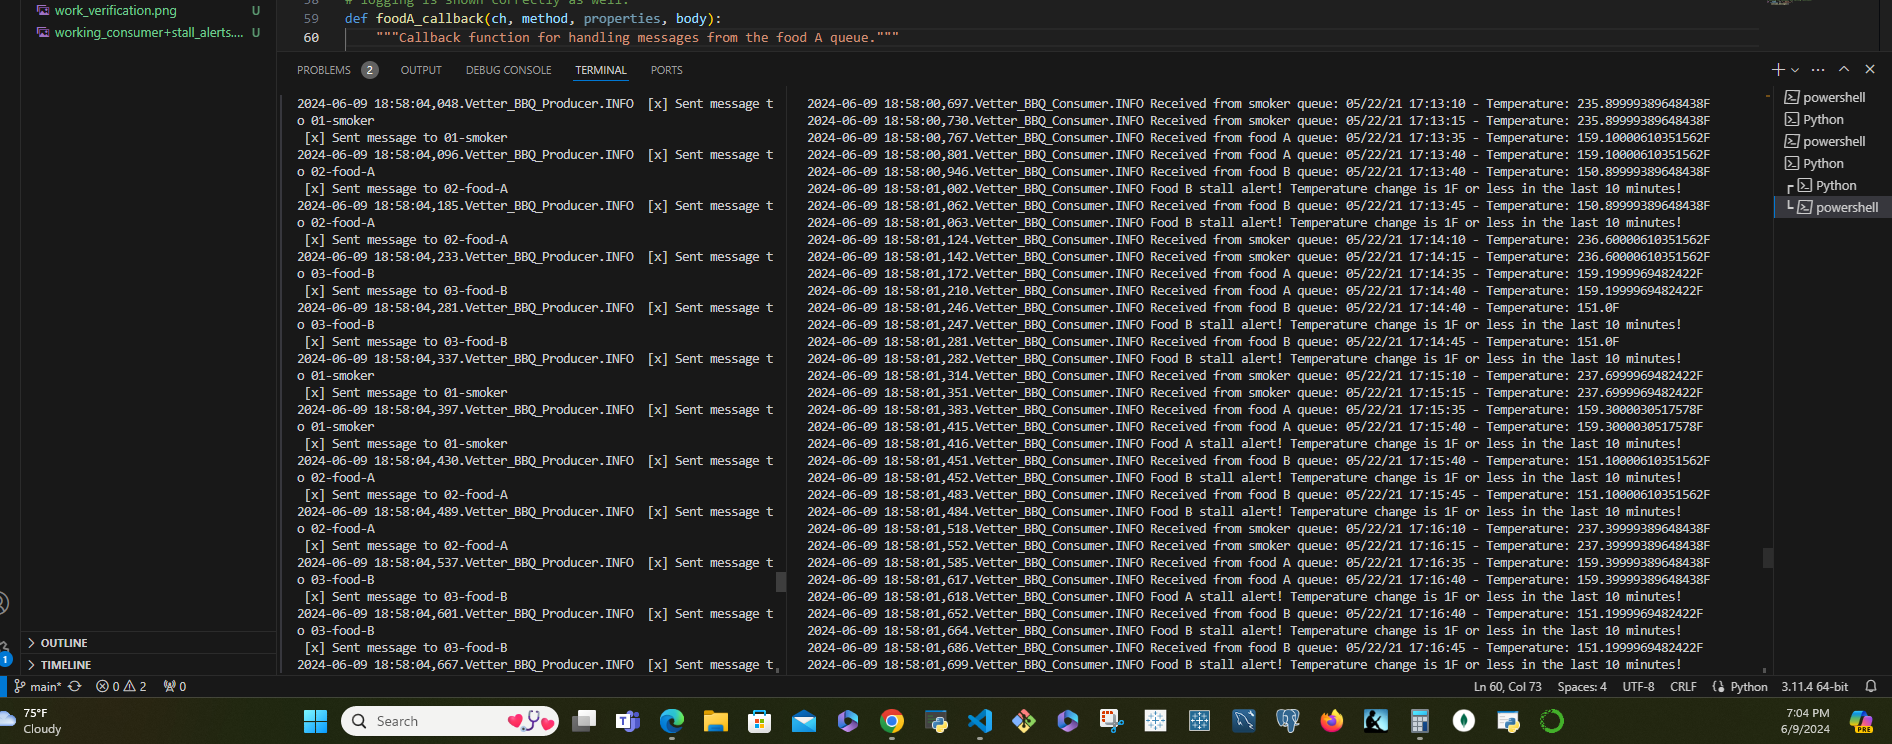 work_verification.png U
working_consumer+stall_alerts.... U
58 # logging is shown correctly as well.
59 def foodA_callback(ch, method, properties, body):
60 """Callback function for handling messages from the food A queue."""
PROBLEMS 2 OUTPUT DEBUG CONSOLE TERMINAL PORTS
2024-06-09 18:58:04,048.Vetter_BBQ_Producer.INFO [x] Sent message t
o 01-smoker
[x] Sent message to 01-smoker
2024-06-09 18:58:04,096.Vetter_BBQ_Producer.INFO [x] Sent message t
o 02-food-A
[x] Sent message to 02-food-A
2024-06-09 18:58:04,185.Vetter_BBQ_Producer.INFO [x] Sent message t
o 02-food-A
[x] Sent message to 02-food-A
2024-06-09 18:58:04,233.Vetter_BBQ_Producer.INFO [x] Sent message t
o 03-food-B
[x] Sent message to 03-food-B
2024-06-09 18:58:04,281.Vetter_BBQ_Producer.INFO [x] Sent message t
o 03-food-B
[x] Sent message to 03-food-B
2024-06-09 18:58:04,337.Vetter_BBQ_Producer.INFO [x] Sent message t
o 01-smoker
[x] Sent message to 01-smoker
2024-06-09 18:58:04,397.Vetter_BBQ_Producer.INFO [x] Sent message t
o 01-smoker
[x] Sent message to 01-smoker
2024-06-09 18:58:04,430.Vetter_BBQ_Producer.INFO [x] Sent message t
o 02-food-A
[x] Sent message to 02-food-A
2024-06-09 18:58:04,489.Vetter_BBQ_Producer.INFO [x] Sent message t
o 02-food-A
[x] Sent message to 02-food-A
2024-06-09 18:58:04,537.Vetter_BBQ_Producer.INFO [x] Sent message t
o 03-food-B
[x] Sent message to 03-food-B
2024-06-09 18:58:04,601.Vetter_BBQ_Producer.INFO [x] Sent message t
o 03-food-B
[x] Sent message to 03-food-B
2024-06-09 18:58:04,667.Vetter_BBQ_Producer.INFO [x] Sent message t
2024-06-09 18:58:00,697.Vetter_BBQ_Consumer.INFO Received from smoker queue: 05/22/21 17:13:10 - Temperature: 235.89999389648438F
2024-06-09 18:58:00,730.Vetter_BBQ_Consumer.INFO Received from smoker queue: 05/22/21 17:13:15 - Temperature: 235.89999389648438F
2024-06-09 18:58:00,767.Vetter_BBQ_Consumer.INFO Received from food A queue: 05/22/21 17:13:35 - Temperature: 159.10000610351562F
2024-06-09 18:58:00,801.Vetter_BBQ_Consumer.INFO Received from food A queue: 05/22/21 17:13:40 - Temperature: 159.10000610351562F
2024-06-09 18:58:00,946.Vetter_BBQ_Consumer.INFO Received from food B queue: 05/22/21 17:13:40 - Temperature: 150.89999389648438F
2024-06-09 18:58:01,002.Vetter_BBQ_Consumer.INFO Food B stall alert! Temperature change is 1F or less in the last 10 minutes!
2024-06-09 18:58:01,062.Vetter_BBQ_Consumer.INFO Received from food B queue: 05/22/21 17:13:45 - Temperature: 150.89999389648438F
2024-06-09 18:58:01,063.Vetter_BBQ_Consumer.INFO Food B stall alert! Temperature change is 1F or less in the last 10 minutes!
2024-06-09 18:58:01,124.Vetter_BBQ_Consumer.INFO Received from smoker queue: 05/22/21 17:14:10 - Temperature: 236.60000610351562F
2024-06-09 18:58:01,142.Vetter_BBQ_Consumer.INFO Received from smoker queue: 05/22/21 17:14:15 - Temperature: 236.60000610351562F
2024-06-09 18:58:01,172.Vetter_BBQ_Consumer.INFO Received from food A queue: 05/22/21 17:14:35 - Temperature: 159.1999969482422F
2024-06-09 18:58:01,210.Vetter_BBQ_Consumer.INFO Received from food A queue: 05/22/21 17:14:40 - Temperature: 159.1999969482422F
2024-06-09 18:58:01,246.Vetter_BBQ_Consumer.INFO Received from food B queue: 05/22/21 17:14:40 - Temperature: 151.0F
2024-06-09 18:58:01,247.Vetter_BBQ_Consumer.INFO Food B stall alert! Temperature change is 1F or less in the last 10 minutes!
2024-06-09 18:58:01,281.Vetter_BBQ_Consumer.INFO Received from food B queue: 05/22/21 17:14:45 - Temperature: 151.0F
2024-06-09 18:58:01,282.Vetter_BBQ_Consumer.INFO Food B stall alert! Temperature change is 1F or less in the last 10 minutes!
2024-06-09 18:58:01,314.Vetter_BBQ_Consumer.INFO Received from smoker queue: 05/22/21 17:15:10 - Temperature: 237.6999969482422F
2024-06-09 18:58:01,351.Vetter_BBQ_Consumer.INFO Received from smoker queue: 05/22/21 17:15:15 - Temperature: 237.6999969482422F
2024-06-09 18:58:01,383.Vetter_BBQ_Consumer.INFO Received from food A queue: 05/22/21 17:15:35 - Temperature: 159.3000030517578F
2024-06-09 18:58:01,415.Vetter_BBQ_Consumer.INFO Received from food A queue: 05/22/21 17:15:40 - Temperature: 159.3000030517578F
2024-06-09 18:58:01,416.Vetter_BBQ_Consumer.INFO Food A stall alert! Temperature change is 1F or less in the last 10 minutes!
2024-06-09 18:58:01,451.Vetter_BBQ_Consumer.INFO Received from food B queue: 05/22/21 17:15:40 - Temperature: 151.10000610351562F
2024-06-09 18:58:01,452.Vetter_BBQ_Consumer.INFO Food B stall alert! Temperature change is 1F or less in the last 10 minutes!
2024-06-09 18:58:01,483.Vetter_BBQ_Consumer.INFO Received from food B queue: 05/22/21 17:15:45 - Temperature: 151.10000610351562F
2024-06-09 18:58:01,484.Vetter_BBQ_Consumer.INFO Food B stall alert! Temperature change is 1F or less in the last 10 minutes!
2024-06-09 18:58:01,518.Vetter_BBQ_Consumer.INFO Received from smoker queue: 05/22/21 17:16:10 - Temperature: 237.39999389648438F
2024-06-09 18:58:01,552.Vetter_BBQ_Consumer.INFO Received from smoker queue: 05/22/21 17:16:15 - Temperature: 237.39999389648438F
2024-06-09 18:58:01,585.Vetter_BBQ_Consumer.INFO Received from food A queue: 05/22/21 17:16:35 - Temperature: 159.39999389648438F
2024-06-09 18:58:01,617.Vetter_BBQ_Consumer.INFO Received from food A queue: 05/22/21 17:16:40 - Temperature: 159.39999389648438F
2024-06-09 18:58:01,618.Vetter_BBQ_Consumer.INFO Food A stall alert! Temperature change is 1F or less in the last 10 minutes!
2024-06-09 18:58:01,652.Vetter_BBQ_Consumer.INFO Received from food B queue: 05/22/21 17:16:40 - Temperature: 151.1999969482422F
2024-06-09 18:58:01,664.Vetter_BBQ_Consumer.INFO Food B stall alert! Temperature change is 1F or less in the last 10 minutes!
2024-06-09 18:58:01,686.Vetter_BBQ_Consumer.INFO Received from food B queue: 05/22/21 17:16:45 - Temperature: 151.1999969482422F
2024-06-09 18:58:01,699.Vetter_BBQ_Consumer.INFO Food B stall alert! Temperature change is 1F or less in the last 10 minutes!
powershell
Python
powershell
Python
Python
powershell
OUTLINE
TIMELINE
1
main* 0 2 0
Ln 60, Col 73 Spaces: 4 UTF-8 CRLF Python 3.11.4 64-bit
75°F
Cloudy
Search
7:04 PM
6/9/2024
PRE